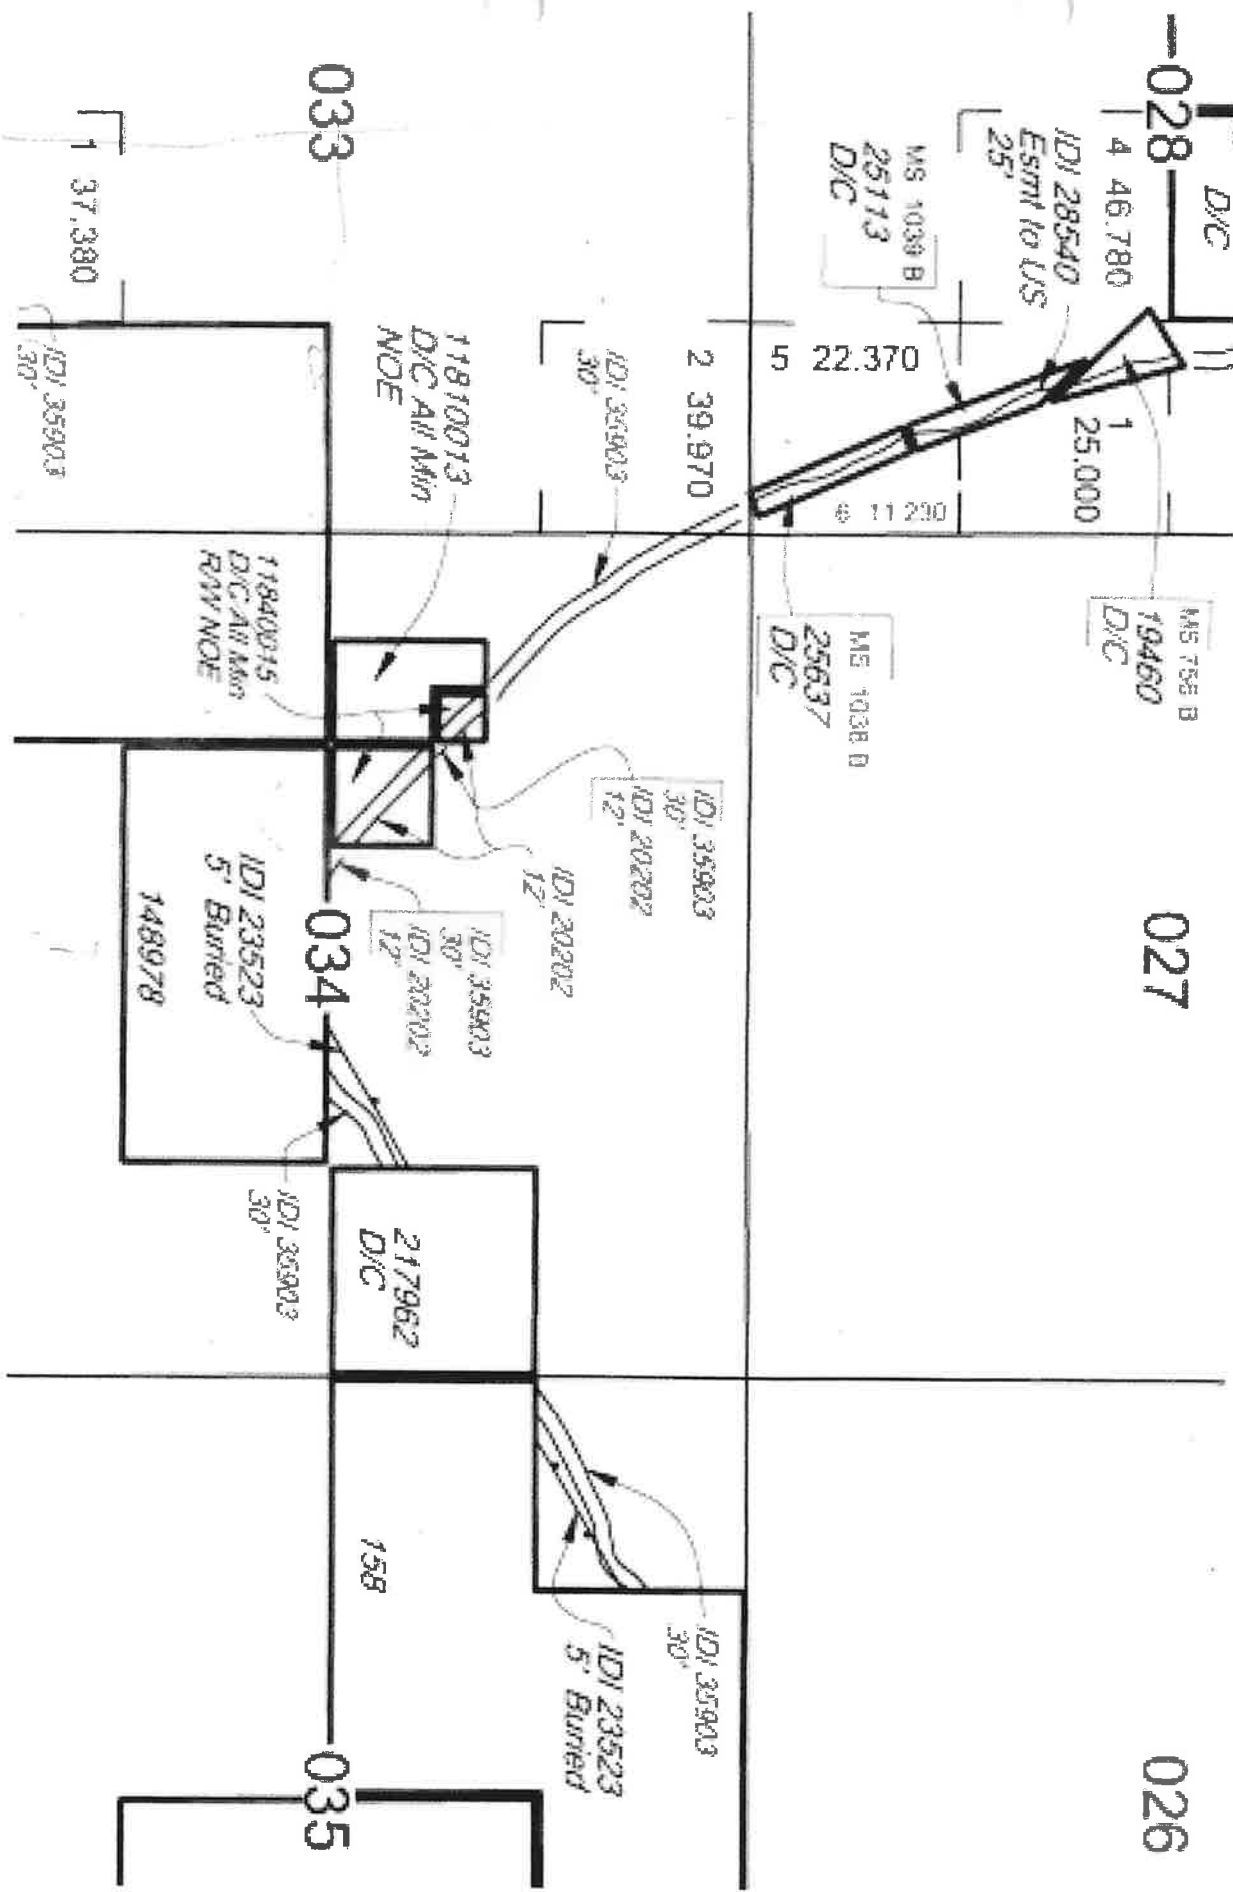 D/C
028
4 46.780
IDI 28540
Esmt to US
25'
MS 1039 B
25113
D/C
1
25.000
5 22.370
6 11.290
MS 756 B
19460
D/C
MS 1038 B
25637
D/C
027
026
033
2 39.970
IDI 35903
30'
11810013
D/C All Min
NOE
11840015
D/C All Min
R/W NOE
1 37.380
IDI 35903
30'
IDI 35903
30'
IDI 20202
12'
IDI 20202
12'
IDI 35903
30'
IDI 20202
12'
034
IDI 23523
5' Buried
148978
IDI 35903
30'
217962
D/C
158
IDI 35903
30'
IDI 23523
5' Buried
035